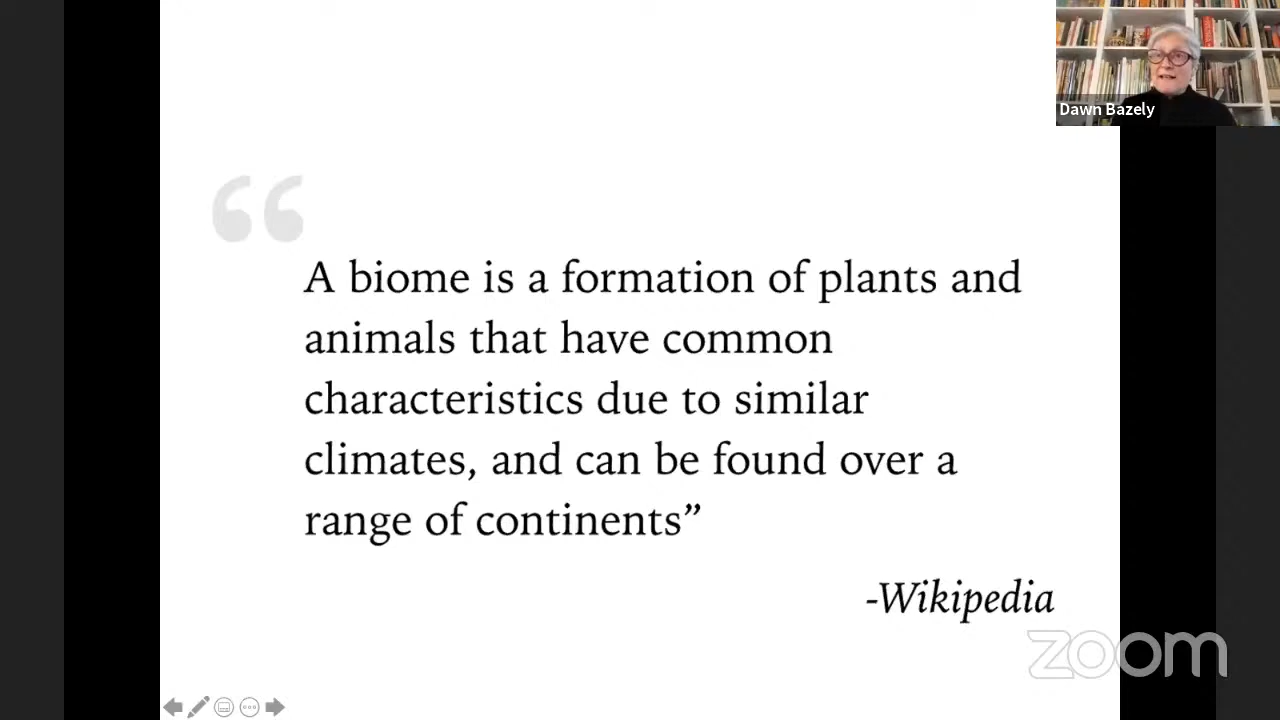 Dawn Bazely
“
A biome is a formation of plants and
animals that have common
characteristics due to similar
climates, and can be found over a
range of continents”
-Wikipedia
zoom